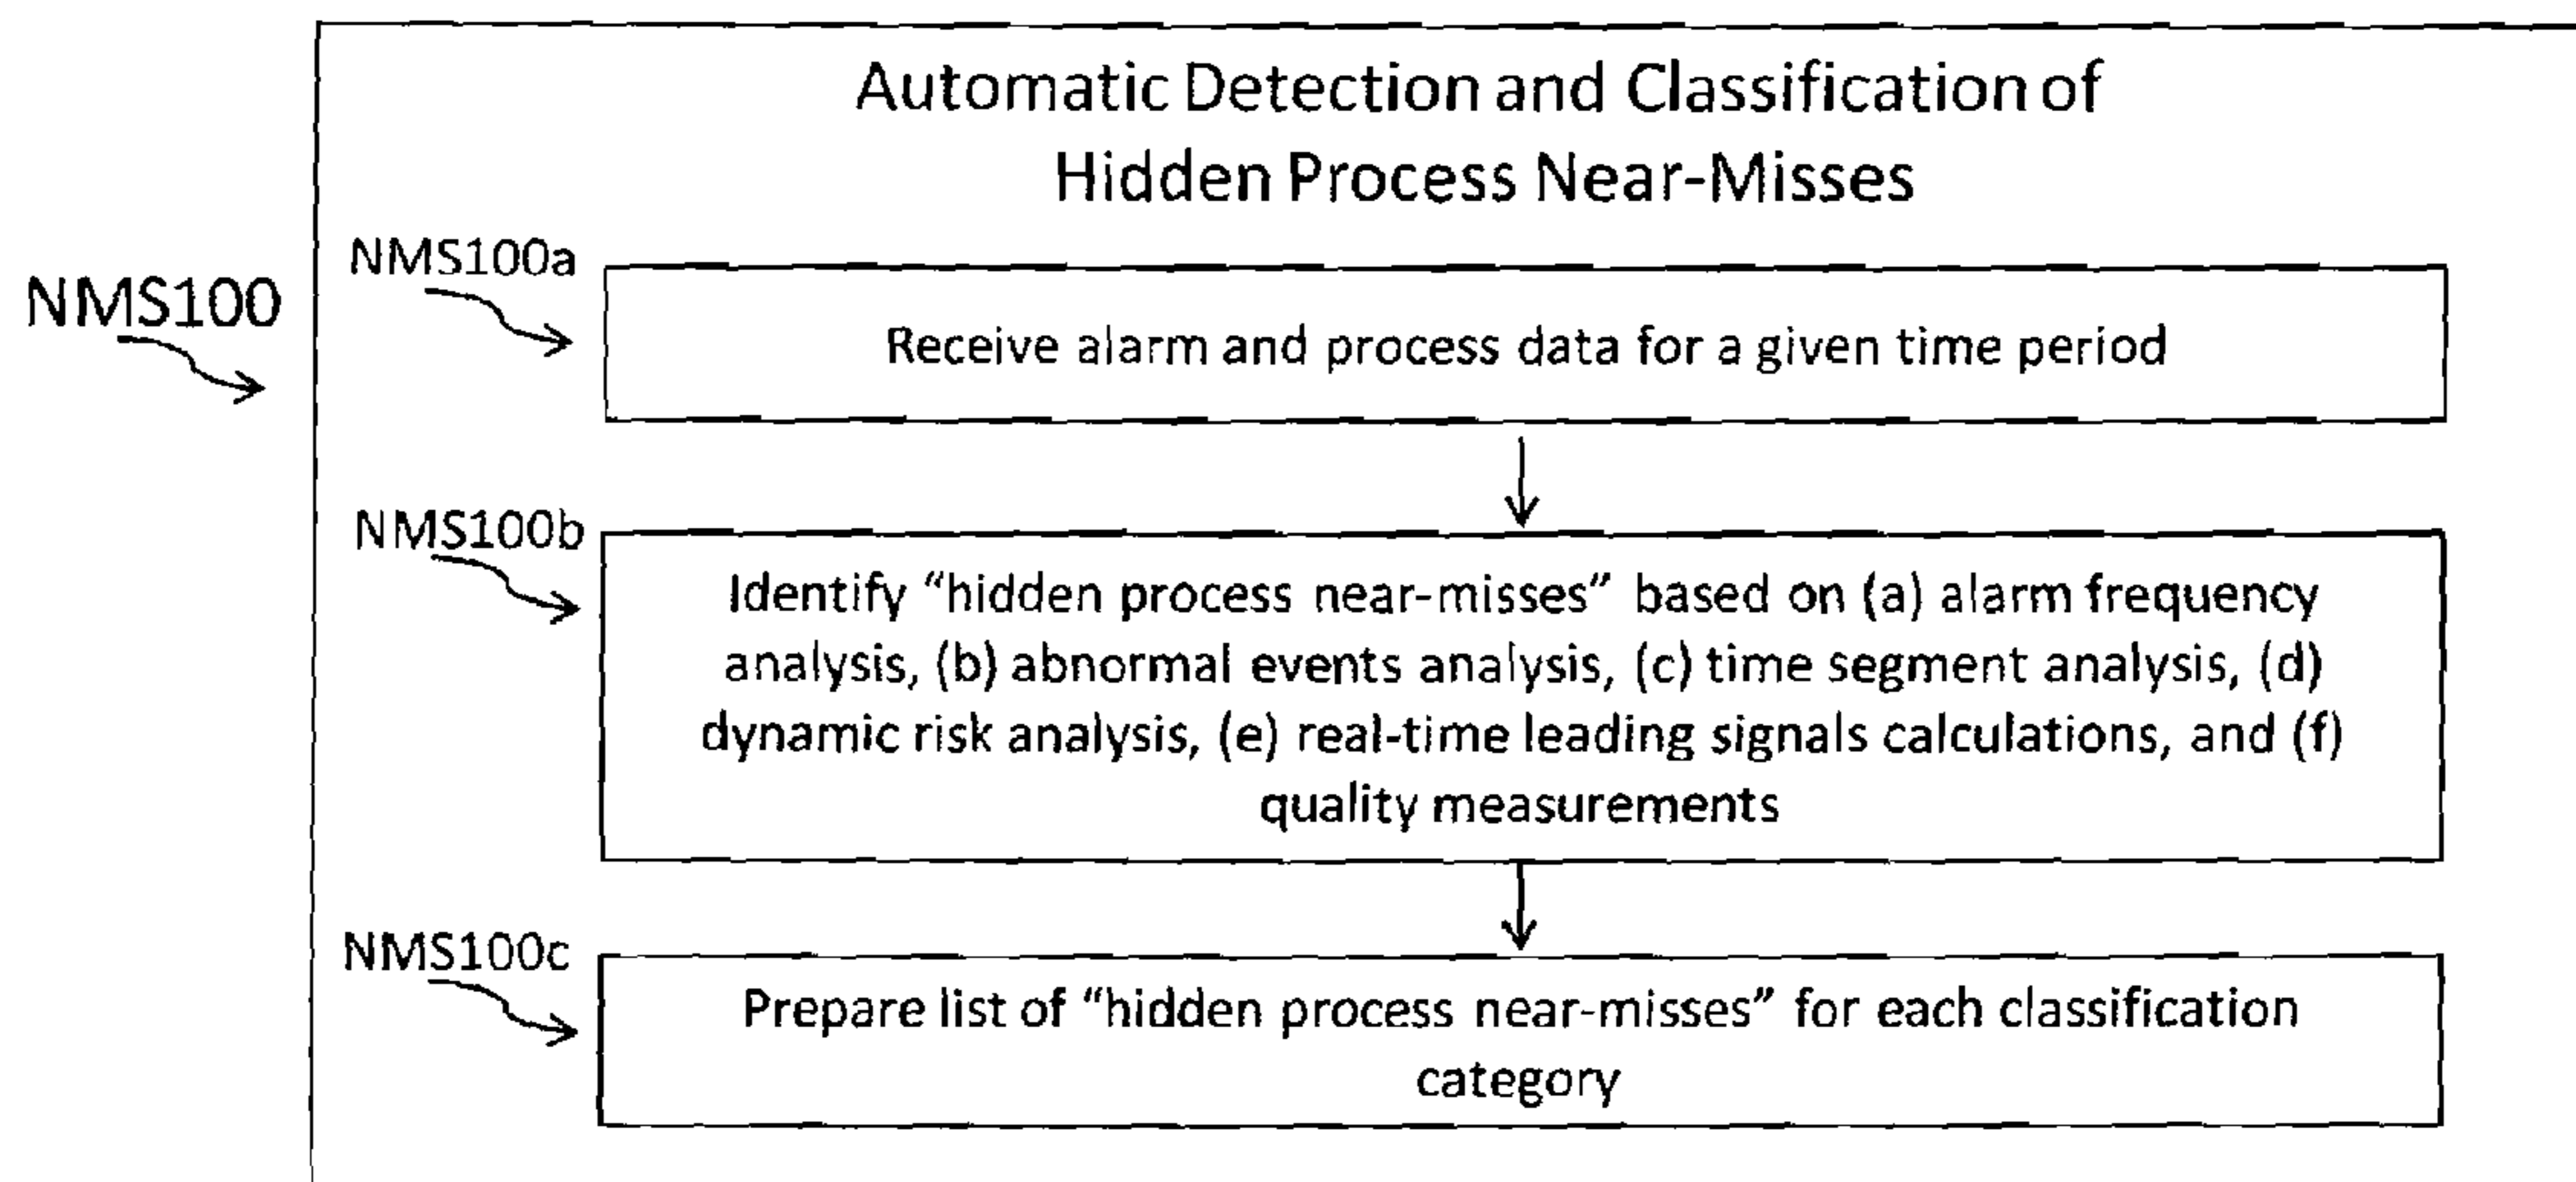 Automatic Detection and Classification of
Hidden Process Near-Misses
NMS100
NMS100a
Receive alarm and process data for a given time period
NMS100b
Identify “hidden process near-misses” based on (a) alarm frequency
analysis, (b) abnormal events analysis, (c) time segment analysis, (d)
dynamic risk analysis, (e) real-time leading signals calculations, and (f)
quality measurements
NMS100c
Prepare list of “hidden process near-misses” for each classification
category